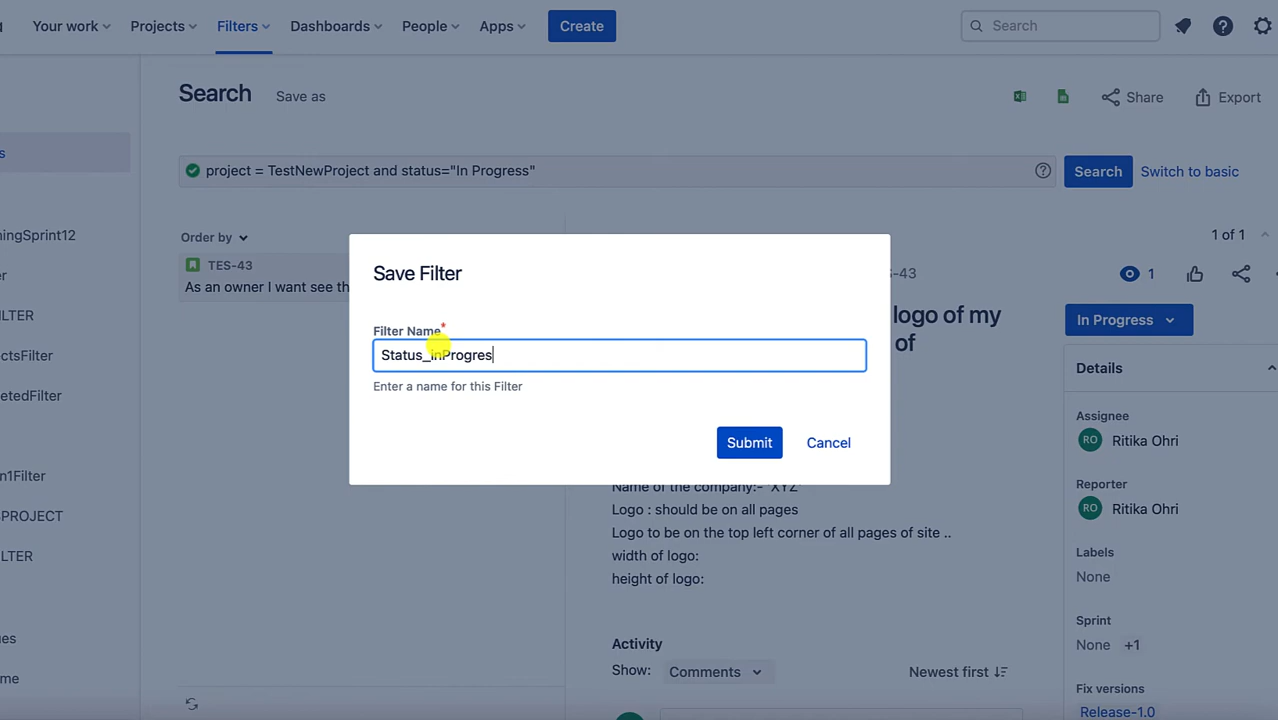 Your work Projects Filters Dashboards People Apps Create Search
Search Save as Share Export
project = TestNewProject and status="In Progress" Search Switch to basic
ningSprint12
Order by
1 of 1
TES-43
As an owner I want see th
Save Filter
Filter Name*
Status_InProgres
Enter a name for this Filter
Submit Cancel
-43
1
logo of my
of
In Progress
LTER
ctsFilter
etedFilter
n1Filter
PROJECT
LTER
ues
me
Name of the company:- 'XYZ'
Logo : should be on all pages
Logo to be on the top left corner of all pages of site ..
width of logo:
height of logo:
Activity
Show: Comments Newest first
Details
Assignee
RO Ritika Ohri
Reporter
RO Ritika Ohri
Labels
None
Sprint
None +1
Fix versions
Release-1.0